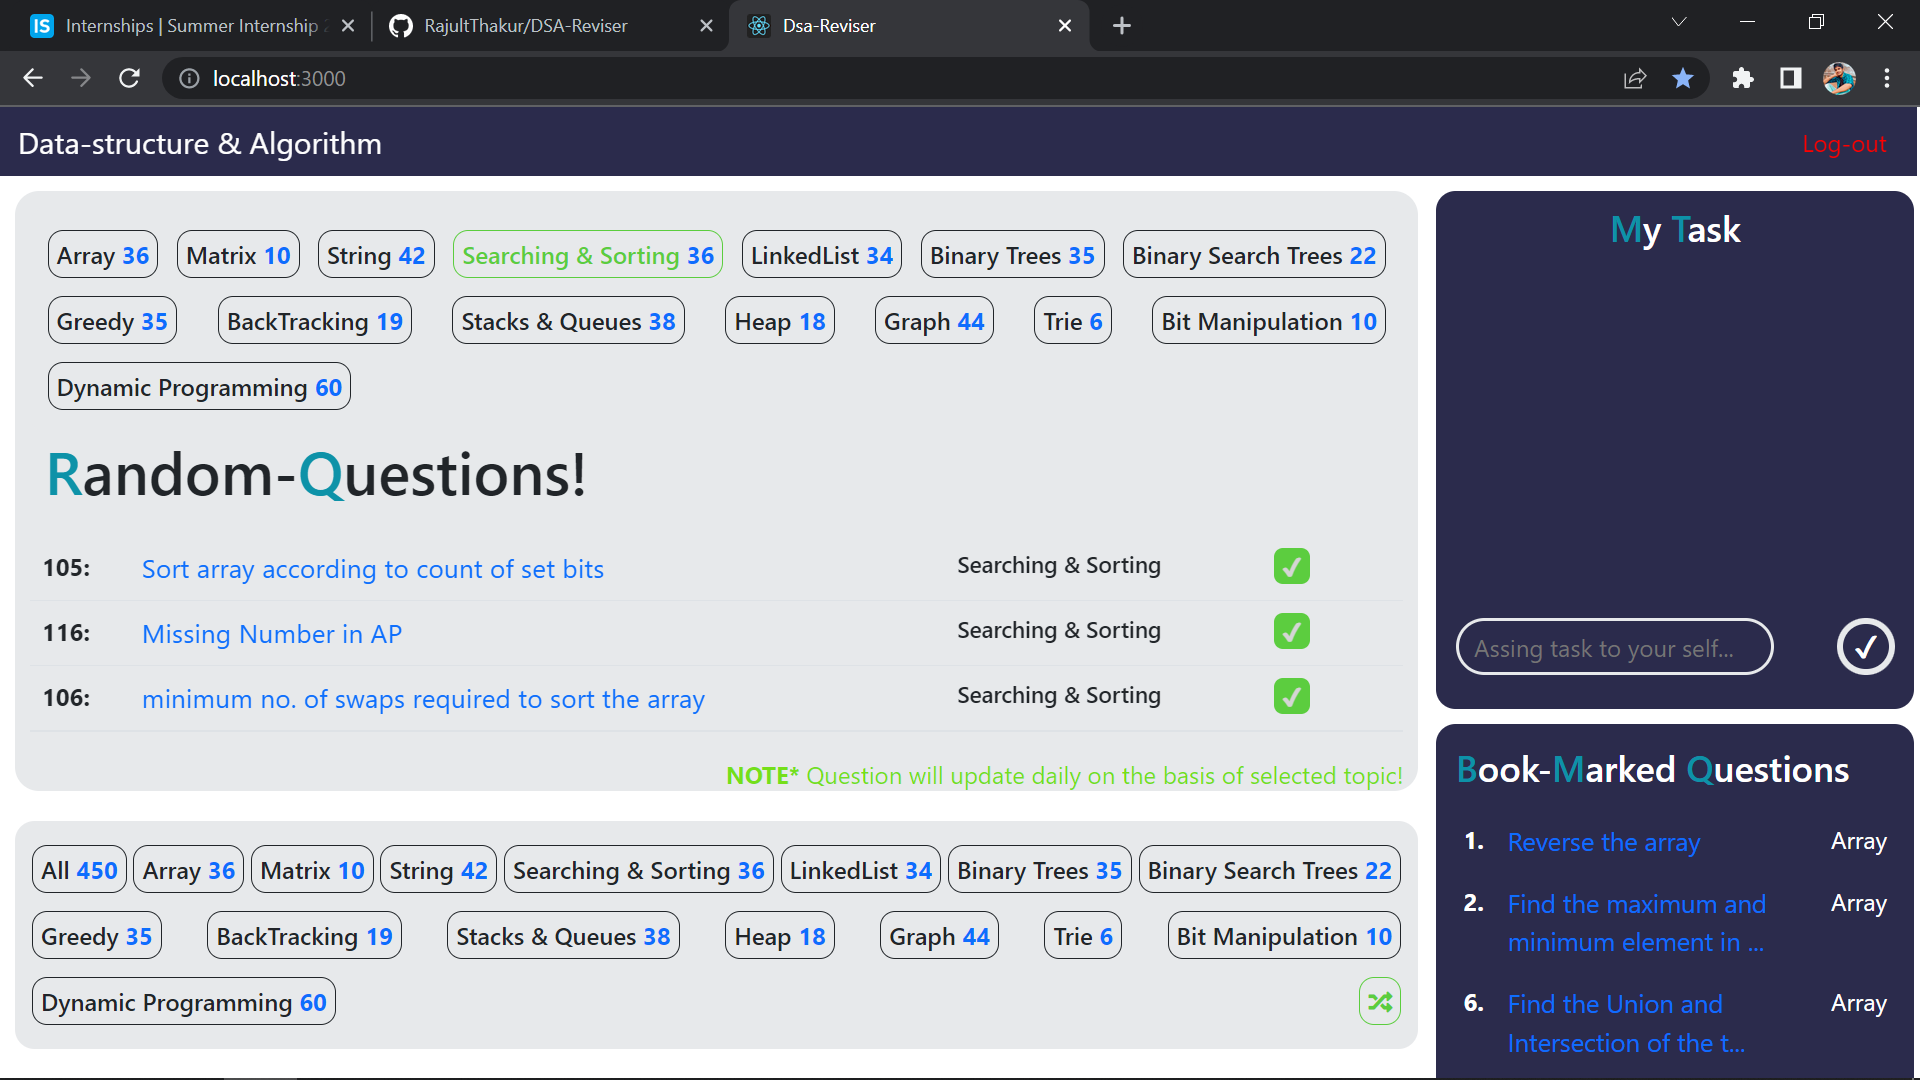 Internships | Summer Internship
RajultThakur/DSA-Reviser
Dsa-Reviser
localhost:3000
Data-structure & Algorithm
Log-out
Array 36
Matrix 10
String 42
Searching & Sorting 36
LinkedList 34
Binary Trees 35
Binary Search Trees 22
Greedy 35
BackTracking 19
Stacks & Queues 38
Heap 18
Graph 44
Trie 6
Bit Manipulation 10
Dynamic Programming 60
Random-Questions!
105: Sort array according to count of set bits Searching & Sorting
116: Missing Number in AP Searching & Sorting
106: minimum no. of swaps required to sort the array Searching & Sorting
NOTE* Question will update daily on the basis of selected topic!
All 450
Array 36
Matrix 10
String 42
Searching & Sorting 36
LinkedList 34
Binary Trees 35
Binary Search Trees 22
Greedy 35
BackTracking 19
Stacks & Queues 38
Heap 18
Graph 44
Trie 6
Bit Manipulation 10
Dynamic Programming 60
My Task
Assing task to your self...
Book-Marked Questions
1. Reverse the array Array
2. Find the maximum and Array
minimum element in ...
6. Find the Union and Array
Intersection of the t...